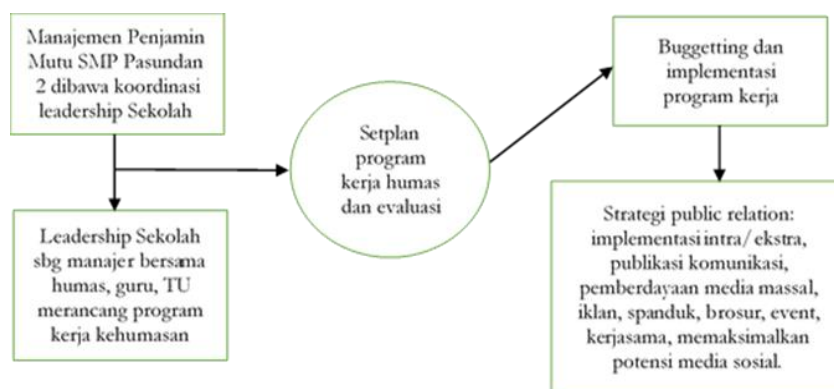 Manajemen Penjamin
Mutu SMP Pasundan
2 dibawa koordinasi
leadership Sekolah
Leadership Sekolah
sbg manajer bersama
humas, guru, TU
merancang program
kerja kehumasan
Setplan
program
kerja humas
dan evaluasi
Buggetting dan
implementasi
program kerja
Strategi public relation:
implementasi intra/ekstra,
publikasi komunikasi,
pemberdayaan media massal,
iklan, spanduk, brosur, event,
kerjasama, memaksimalkan
potensi media sosial.